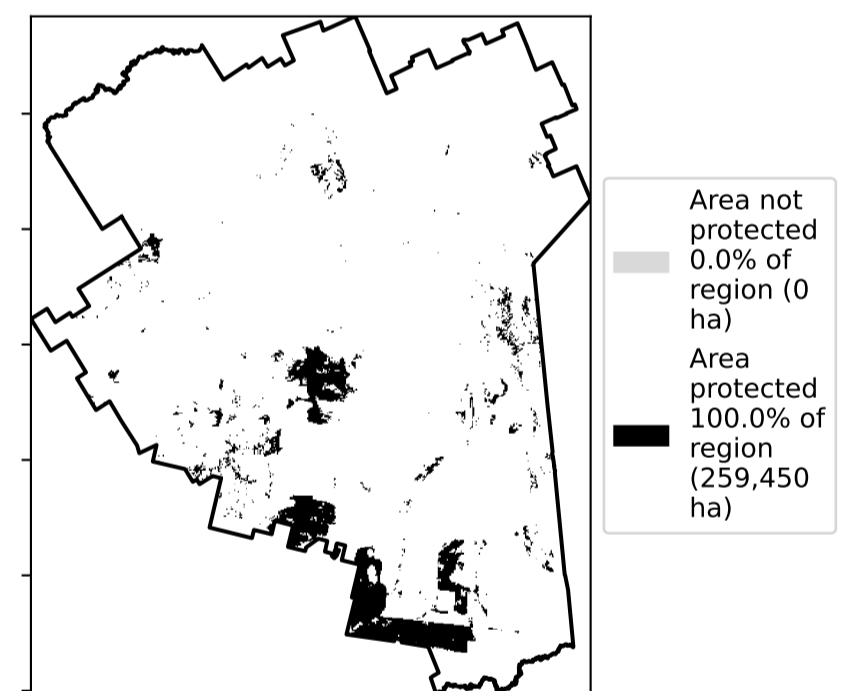 Area not
protected
0.0% of
region (0
ha)
Area
protected
100.0% of
region
(259,450
ha)